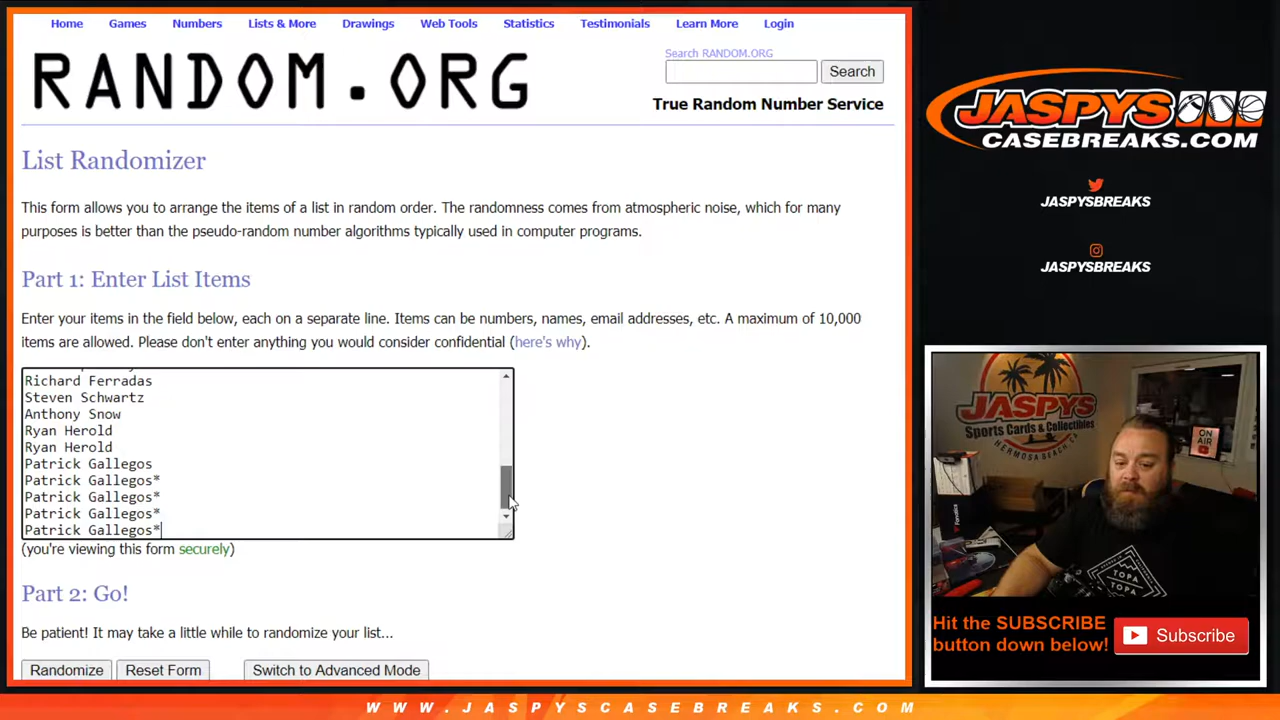 Home Games Numbers Lists & More Drawings Web Tools Statistics Testimonials Learn More Login
RANDOM.ORG
Search RANDOM.ORG
Search
True Random Number Service
List Randomizer
This form allows you to arrange the items of a list in random order. The randomness comes from atmospheric noise, which for many
purposes is better than the pseudo-random number algorithms typically used in computer programs.
Part 1: Enter List Items
Enter your items in the field below, each on a separate line. Items can be numbers, names, email addresses, etc. A maximum of 10,000
items are allowed. Please don't enter anything you would consider confidential (here's why).
Richard Ferradas
Steven Schwartz
Anthony Snow
Ryan Herold
Ryan Herold
Patrick Gallegos
Patrick Gallegos*
Patrick Gallegos*
Patrick Gallegos*
Patrick Gallegos*
(you're viewing this form securely)
Part 2: Go!
Be patient! It may take a little while to randomize your list...
Randomize Reset Form Switch to Advanced Mode
JASPYS
CASEBREAKS.COM
JASPYSBREAKS
JASPYSBREAKS
JASPYS
Sports Cards & Collectibles
HERMOSA BEACH, CA
ON
AIR
Fanatics
TOPA
TOPA
Hit the SUBSCRIBE
button down below!
Subscribe
WWW.JASPYSCASEBREAKS.COM